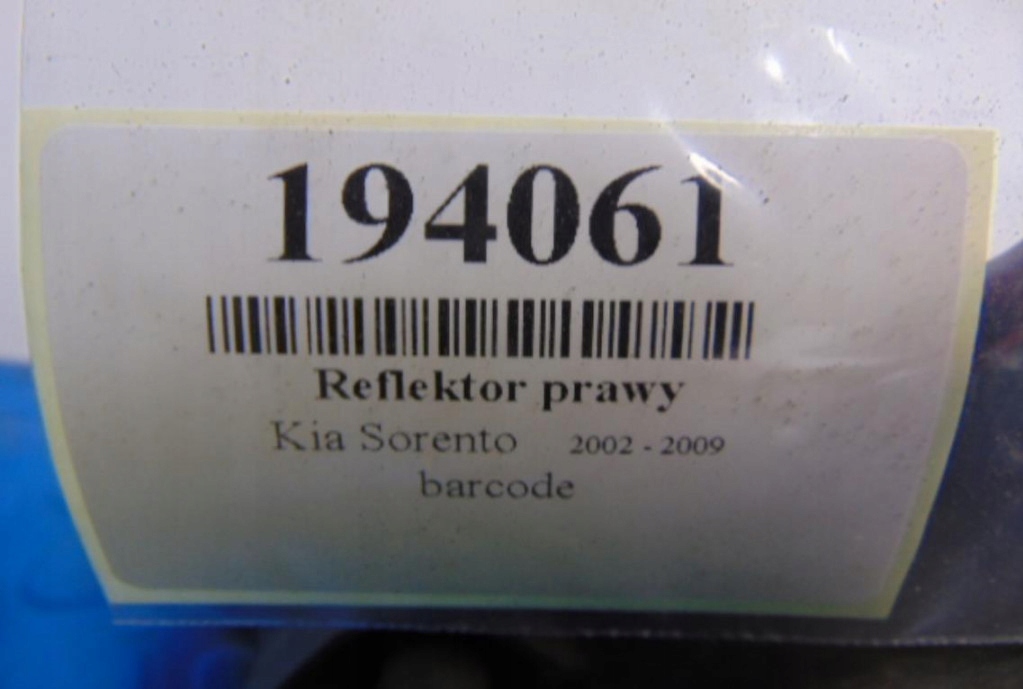 194061
Reflektor prawy
Kia Sorento 2002 - 2009
barcode